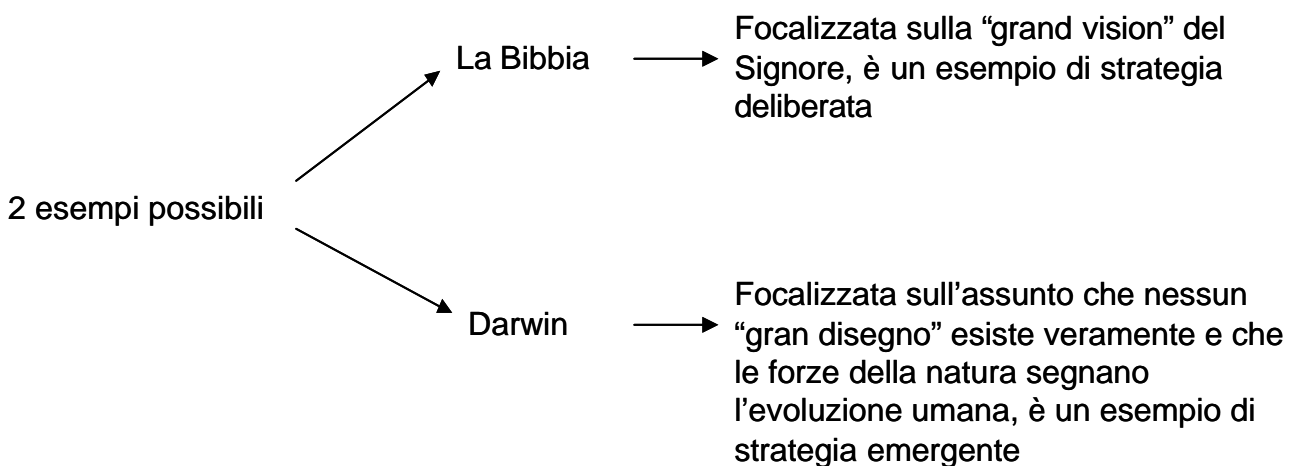 2 esempi possibili
La Bibbia
Focalizzata sulla “grand vision” del
Signore, è un esempio di strategia
deliberata
Darwin
Focalizzata sull’assunto che nessun
“gran disegno” esiste veramente e che
le forze della natura segnano
l’evoluzione umana, è un esempio di
strategia emergente